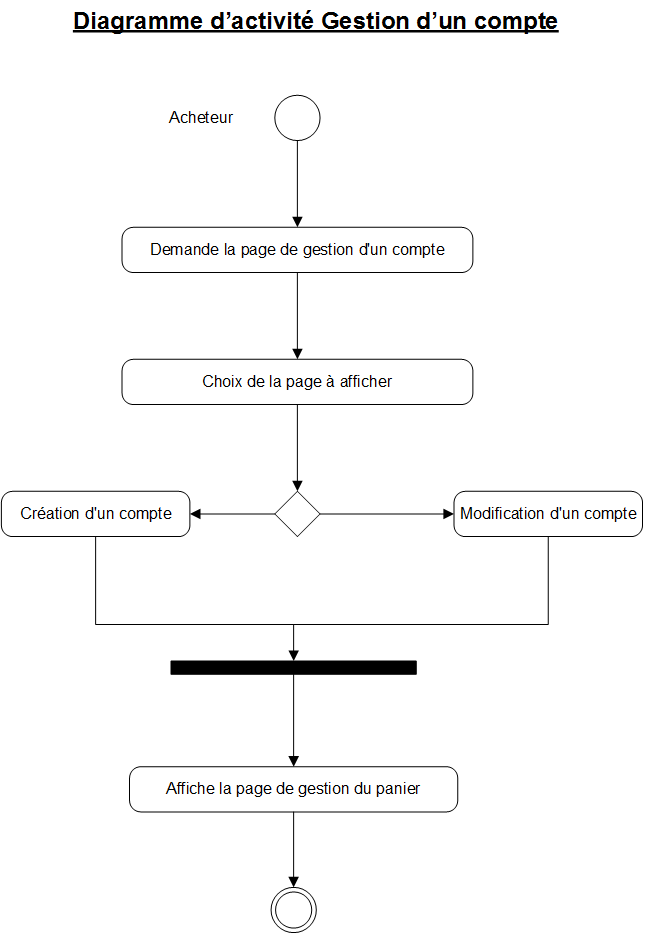 Diagramme d’activité Gestion d’un compte
Acheteur
Demande la page de gestion d'un compte
Choix de la page à afficher
Création d'un compte
Modification d'un compte
Affiche la page de gestion du panier